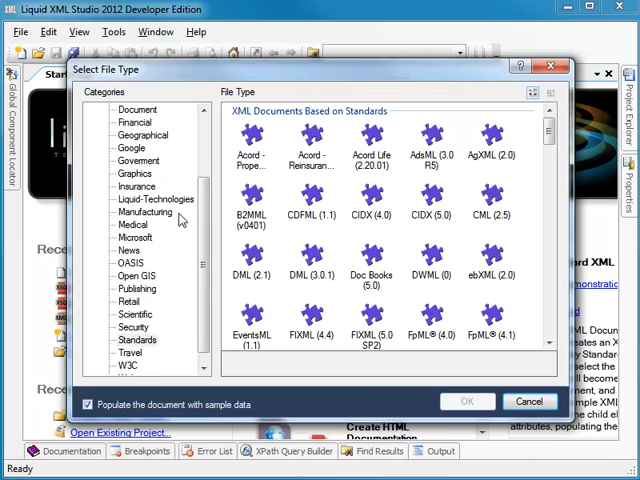 Liquid XML Studio 2012 Developer Edition
File
Edit
View
Tools
Window
Help
Global Component Locator
Project Explorer
Properties
Select File Type
Categories
Document
Financial
Geographical
Google
Goverment
Graphics
Insurance
Liquid-Technologies
Manufacturing
Medical
Microsoft
News
OASIS
Open GIS
Publishing
Retail
Scientific
Security
Standards
Travel
W3C
File Type
XML Documents Based on Standards
Acord -
Prope...
Acord -
Reinsuran...
Acord Life
(2.20.01)
AdsML (3.0
R5)
AgXML (2.0)
B2MML
(v0401)
CDFML (1.1)
CIDX (4.0)
CIDX (5.0)
CML (2.5)
DML (2.1)
DML (3.0.1)
Doc Books
(5.0)
DWML (0)
ebXML (2.0)
EventsML
(1.1)
FIXML (4.4)
FIXML (5.0
SP2)
FpML® (4.0)
FpML® (4.1)
Populate the document with sample data
OK
Cancel
Open Existing Project...
Create HTML
Documentation
Documentation
Breakpoints
Error List
XPath Query Builder
Find Results
Output
Ready